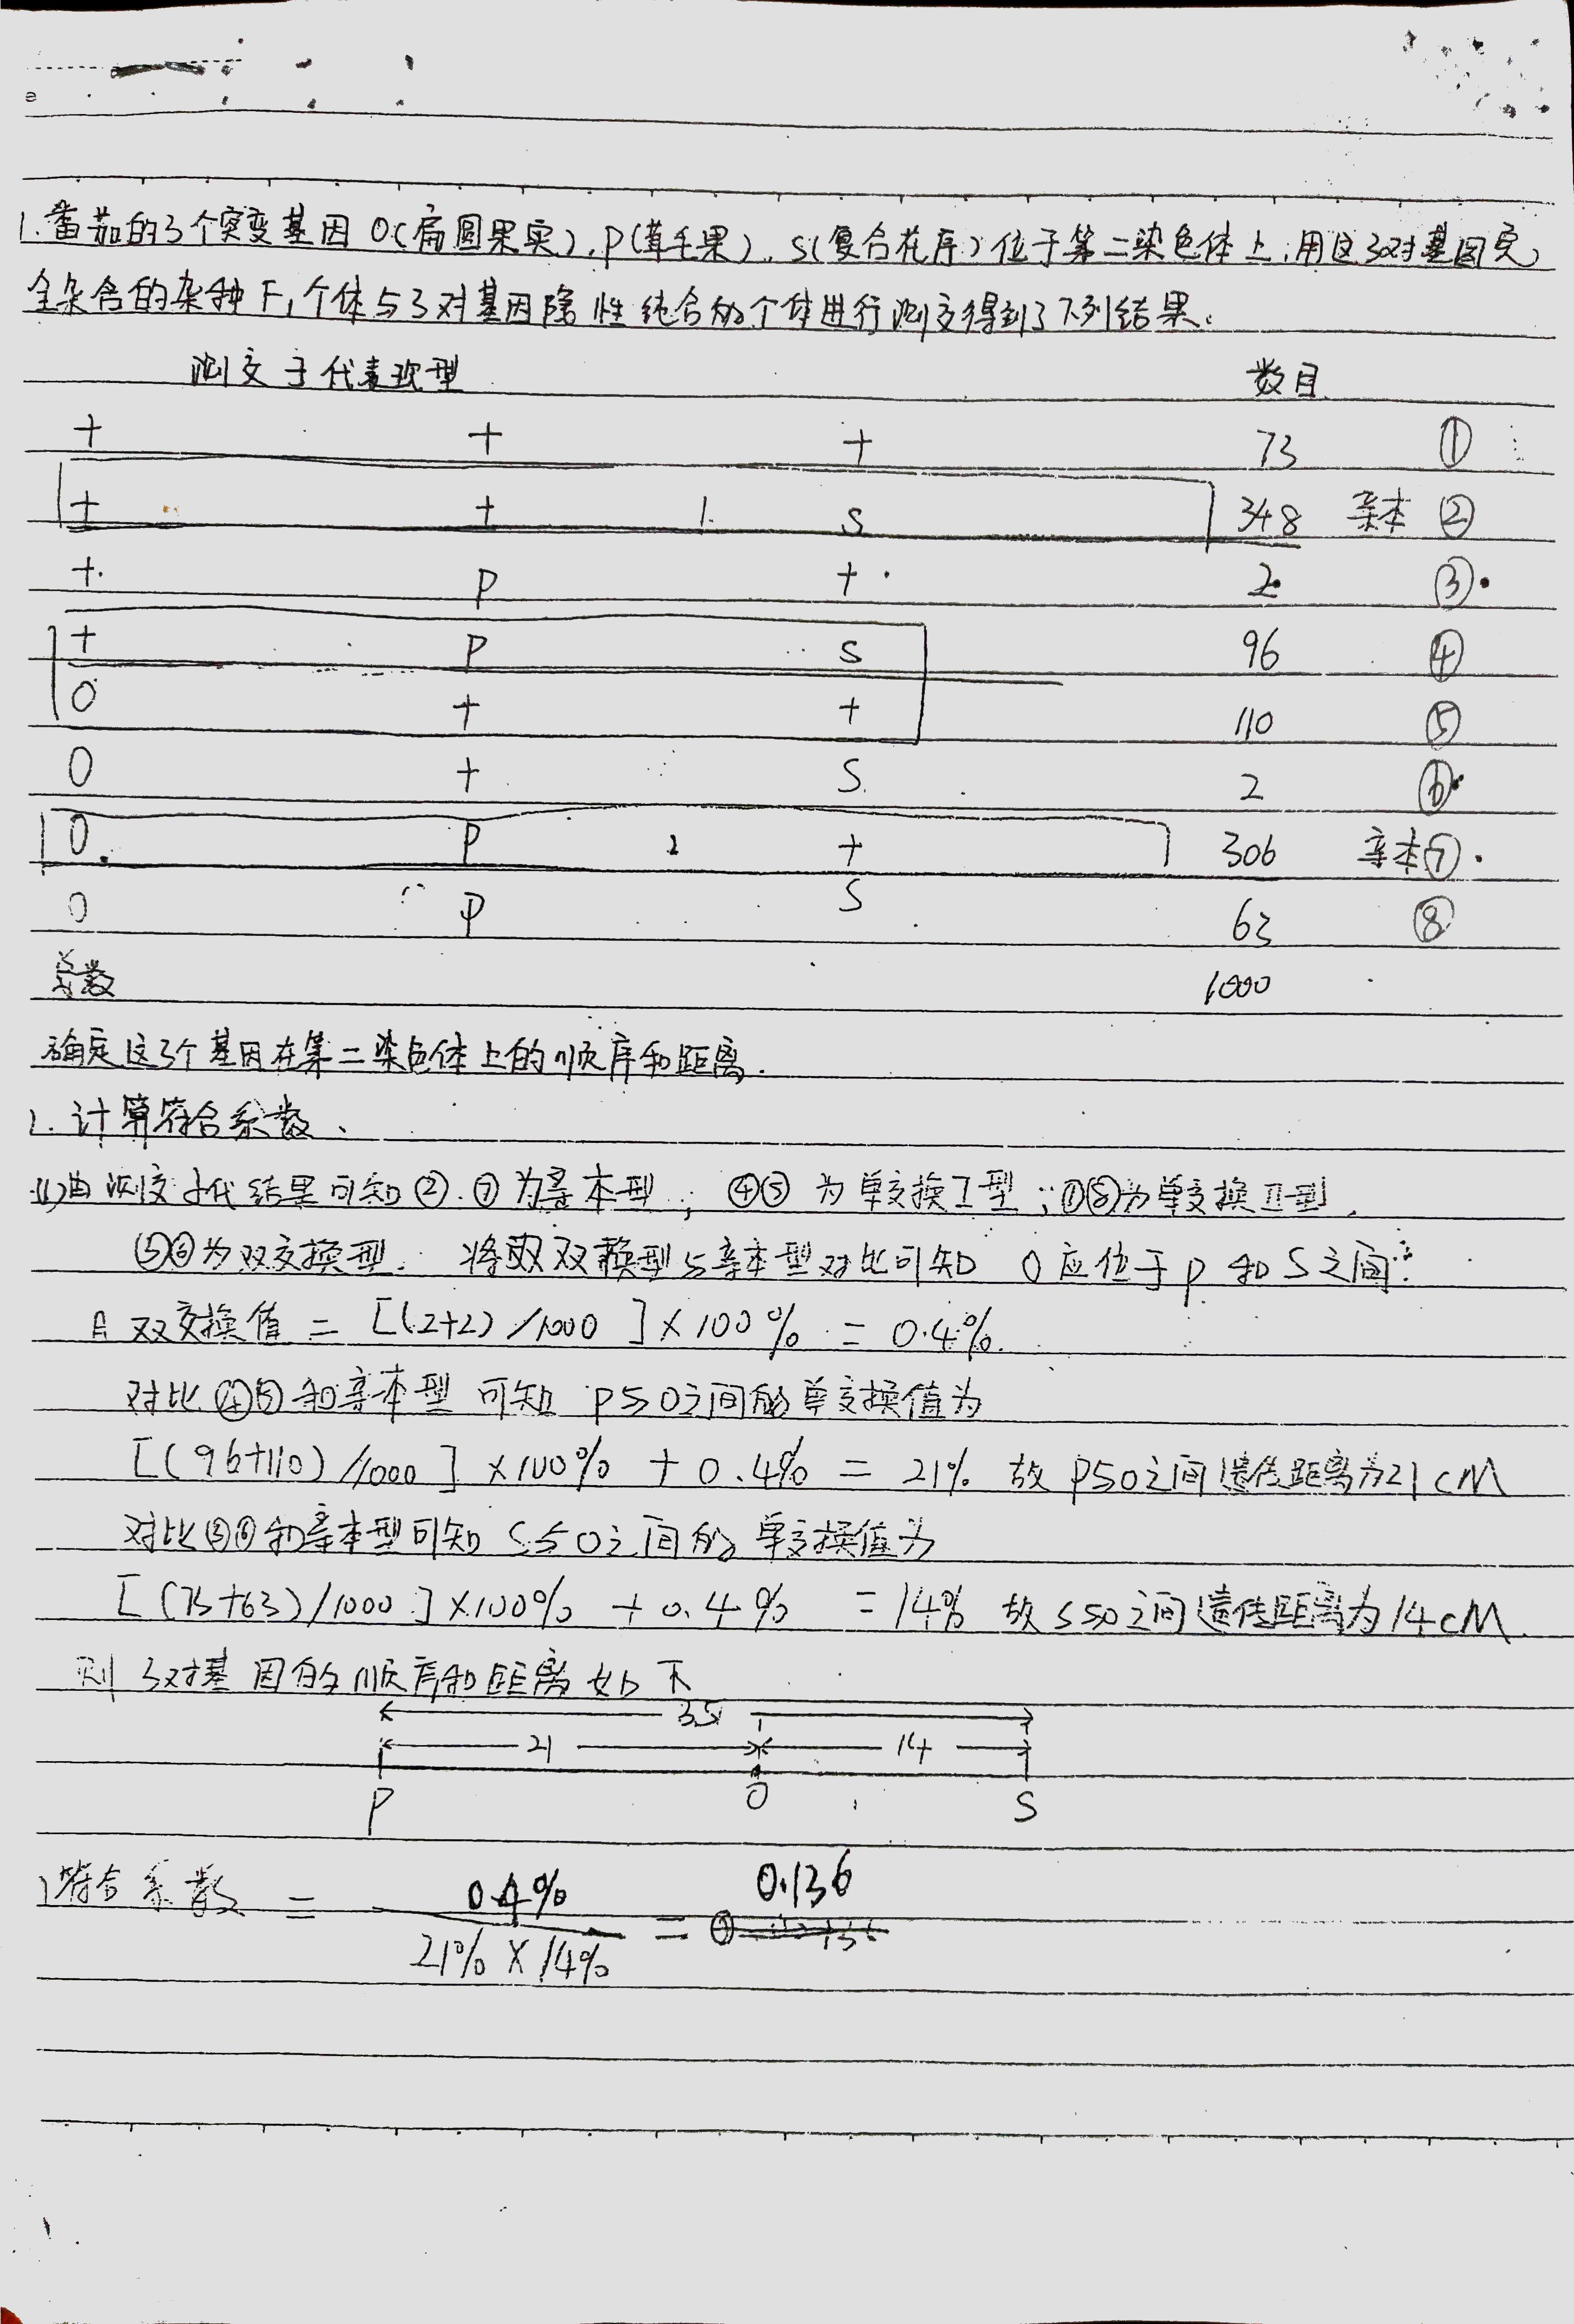 1.番茄的3个突变基因 O(扁圆果实).P(茸毛果).S(复合花序)位于第二染色体上,用这3对基因完
全杂合的杂种F1个体与3对基因隐性纯合的个体进行测交得到了下列结果.
测交子代表现型 数目
+ + + 73 ①
+ + S 348 亲本 ②
+ P + 2 ③
+ P S 96 ④
O + + 110 ⑤
O + S 2 ⑥
O P + 306 亲本⑦
O P S 63 ⑧
总数 1000
确定这3个基因在第二染色体上的顺序和距离.
2.计算符合系数.
(1)由测交子代结果可知②.⑦为亲本型; ④⑤为单交换I型;①⑧为单交换II型,
⑤⑥为双交换型. 将双换型与亲本型对比可知 O应位于P和S之间.
双交换值 = [(2+2)/1000]×100% = 0.4%.
对比④⑤和亲本型 可知 P与O之间的单交换值为
[(96+110)/1000]×100% + 0.4% = 21% 故P与O之间遗传距离为21cM
对比 和亲本型可知 S与O之间的单交换值为
[(73+63)/1000]×100% + 0.4% =14% 故S与O之间遗传距离为14cM
则3对基因的顺序和距离如下
35
21 14
P O S
符合系数 = 0.4% / 21%×14% = 0.136